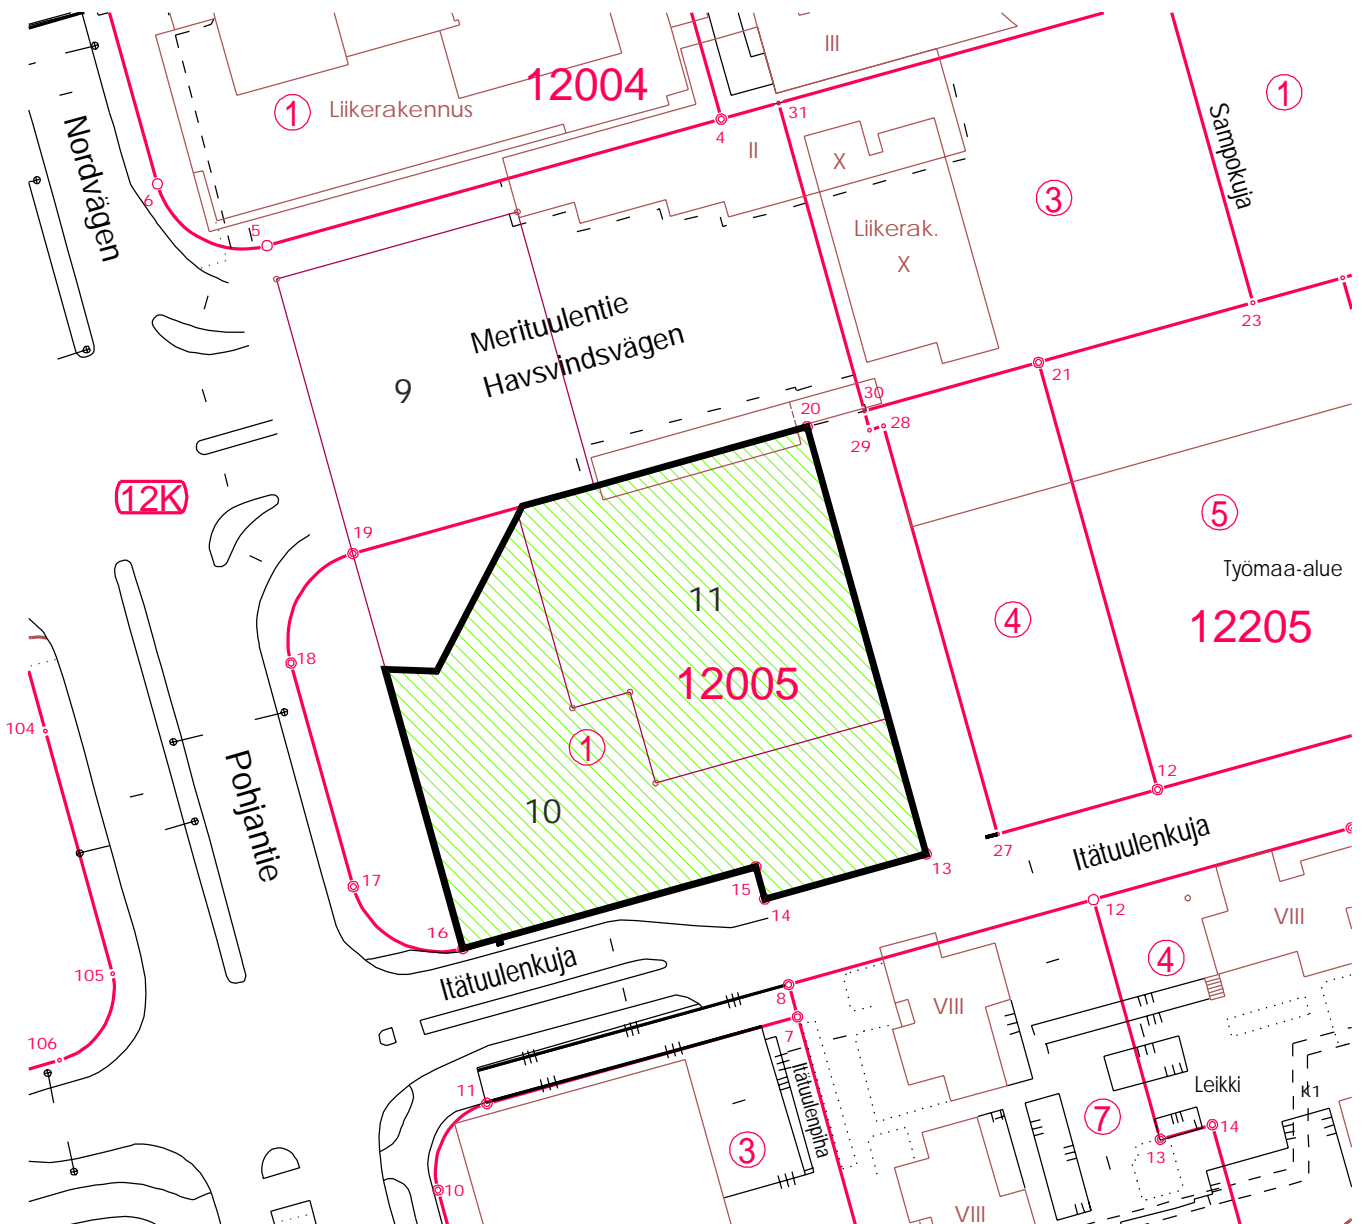 12004
1
Liikerakennus
III
1
Nordvägen
4
31
II
X
Sampokuja
3
6
5
Liikerak.
X
Merituulentie
Havsvindsvägen
23
21
9
20
30
28
29
12K
19
5
Työmaa-alue
11
4
12205
18
12005
104
1
Pohjantie
10
12
Itätuulenkuja
27
17
15
13
14
16
12
VIII
105
Itätuulenkuja
4
8
VIII
7
106
11
Itätuulenpiha
Leikki
K1
7
14
3
13
10
VIII